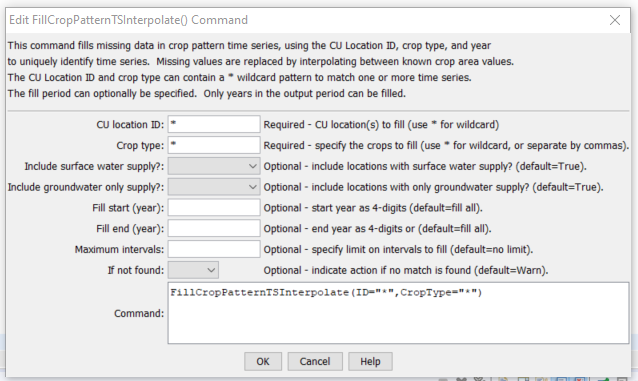 Edit FillCropPatternTSInterpolate() Command
This command fills missing data in crop pattern time series, using the CU Location ID, crop type, and year
to uniquely identify time series. Missing values are replaced by interpolating between known crop area values.
The CU Location ID and crop type can contain a * wildcard pattern to match one or more time series.
The fill period can optionally be specified. Only years in the output period can be filled.
CU location ID: * Required - CU location(s) to fill (use * for wildcard)
Crop type: * Required - specify the crops to fill (use * for wildcard, or separate by commas).
Include surface water supply?: Optional - include locations with surface water supply? (default=True).
Include groundwater only supply?: Optional - include locations with only groundwater supply? (default=True).
Fill start (year): Optional - start year as 4-digits (default=fill all).
Fill end (year): Optional - end year as 4-digits or (default=fill all).
Maximum intervals: Optional - specify limit on intervals to fill (default=no limit).
If not found: Optional - indicate action if no match is found (default=Warn).
Command: FillCropPatternTSInterpolate(ID="*",CropType="*")
OK Cancel Help